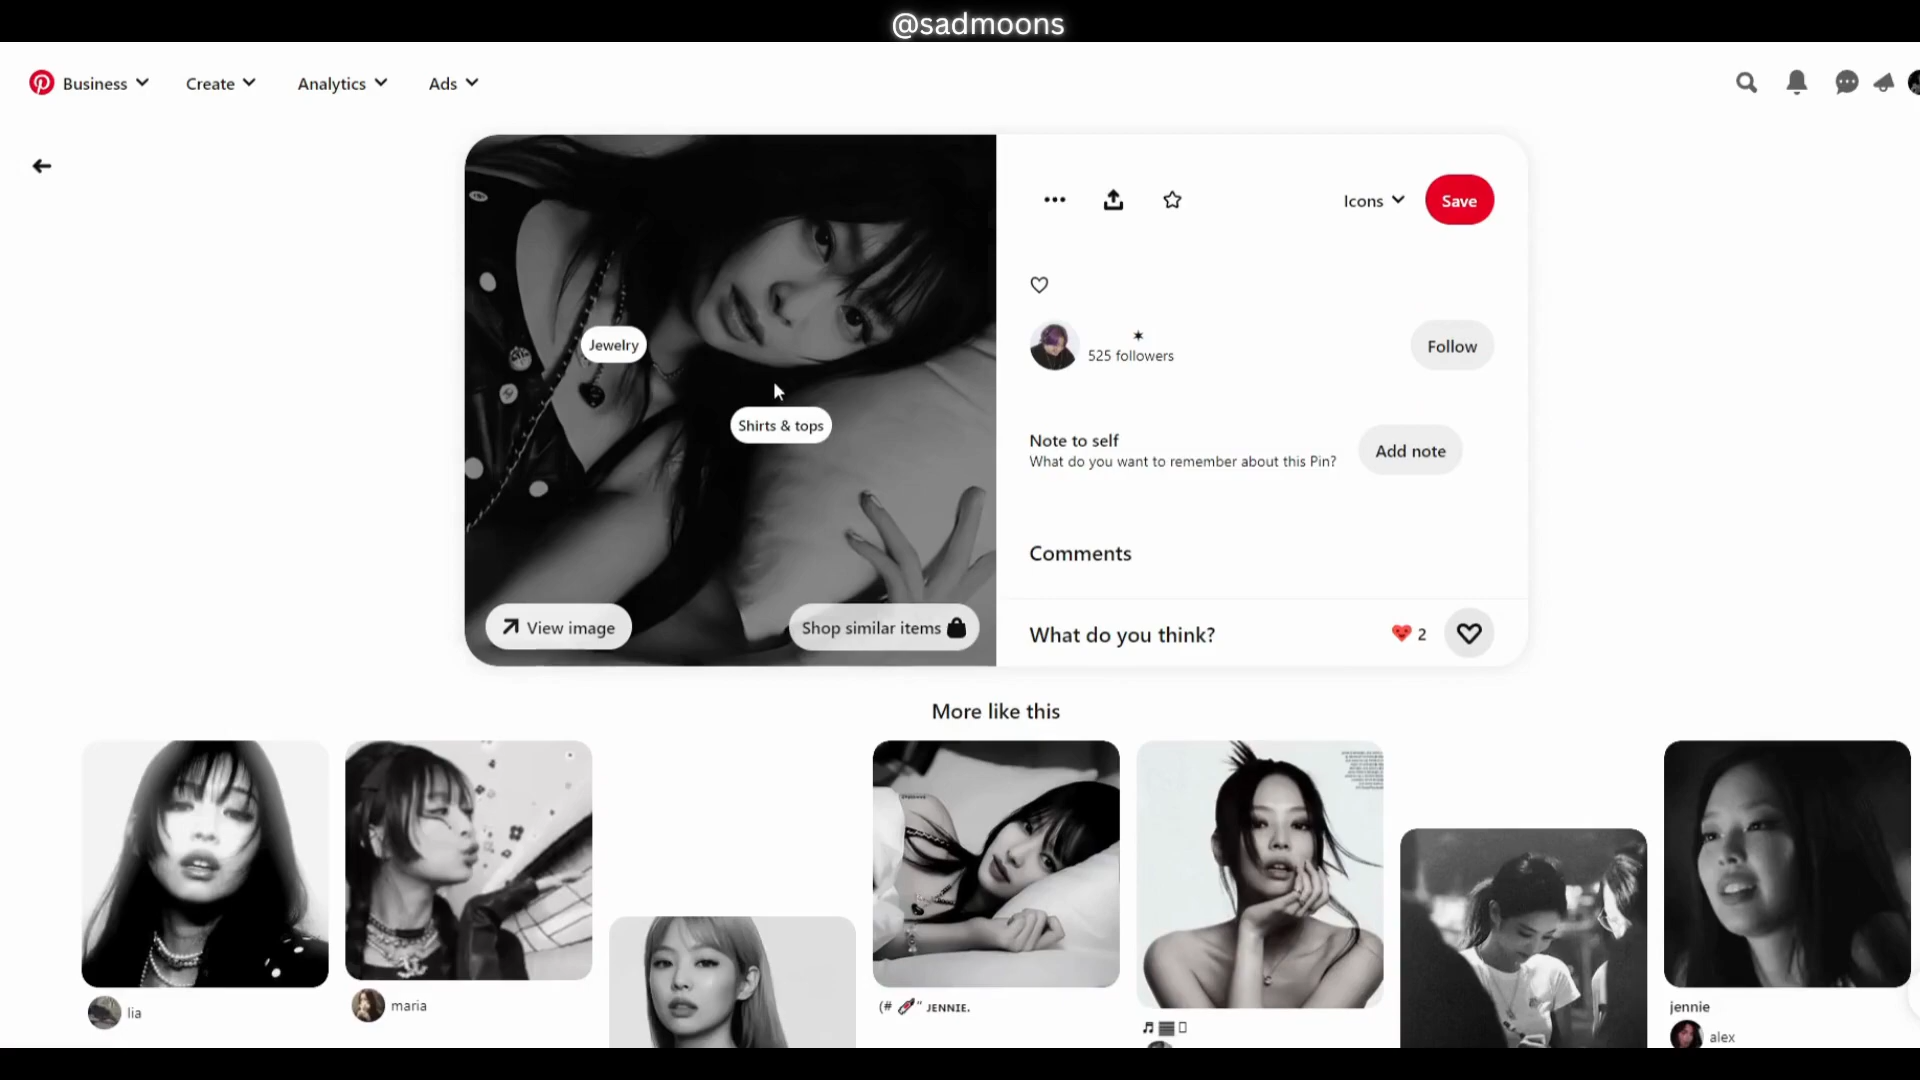 @sadmoons
Business
Create
Analytics
Ads
Icons
Save
525 followers
Follow
Jewelry
Shirts & tops
Note to self
What do you want to remember about this Pin?
Add note
Comments
View image
Shop similar items
What do you think?
2
More like this
lia
maria
(# " JENNIE.
jennie
alex